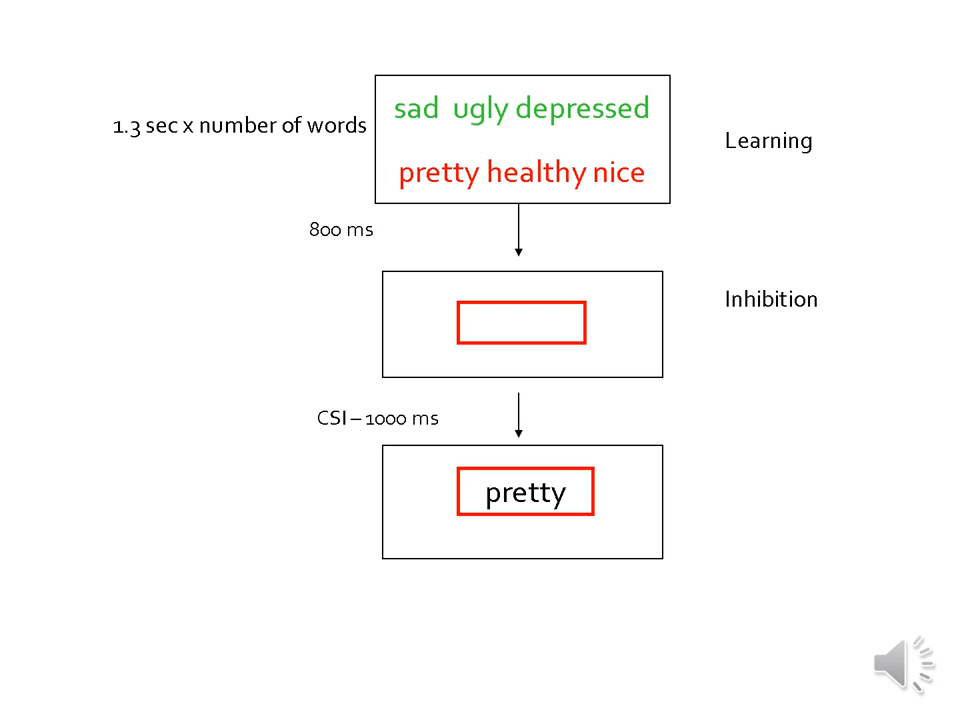 sad ugly depressed
1.3 sec x number of words
Learning
pretty healthy nice
800 ms
Inhibition
CSI – 1000 ms
pretty